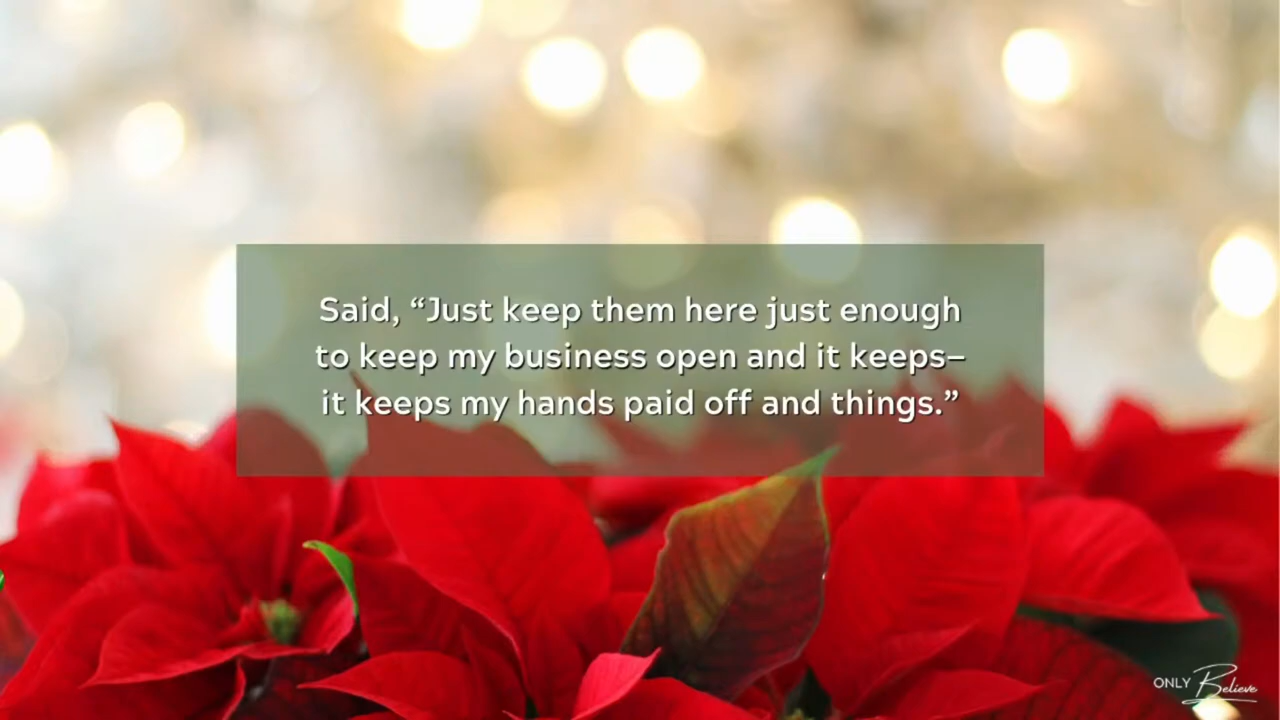 Said, “Just keep them here just enough
to keep my business open and it keeps–
it keeps my hands paid off and things.”
ONLY Believe